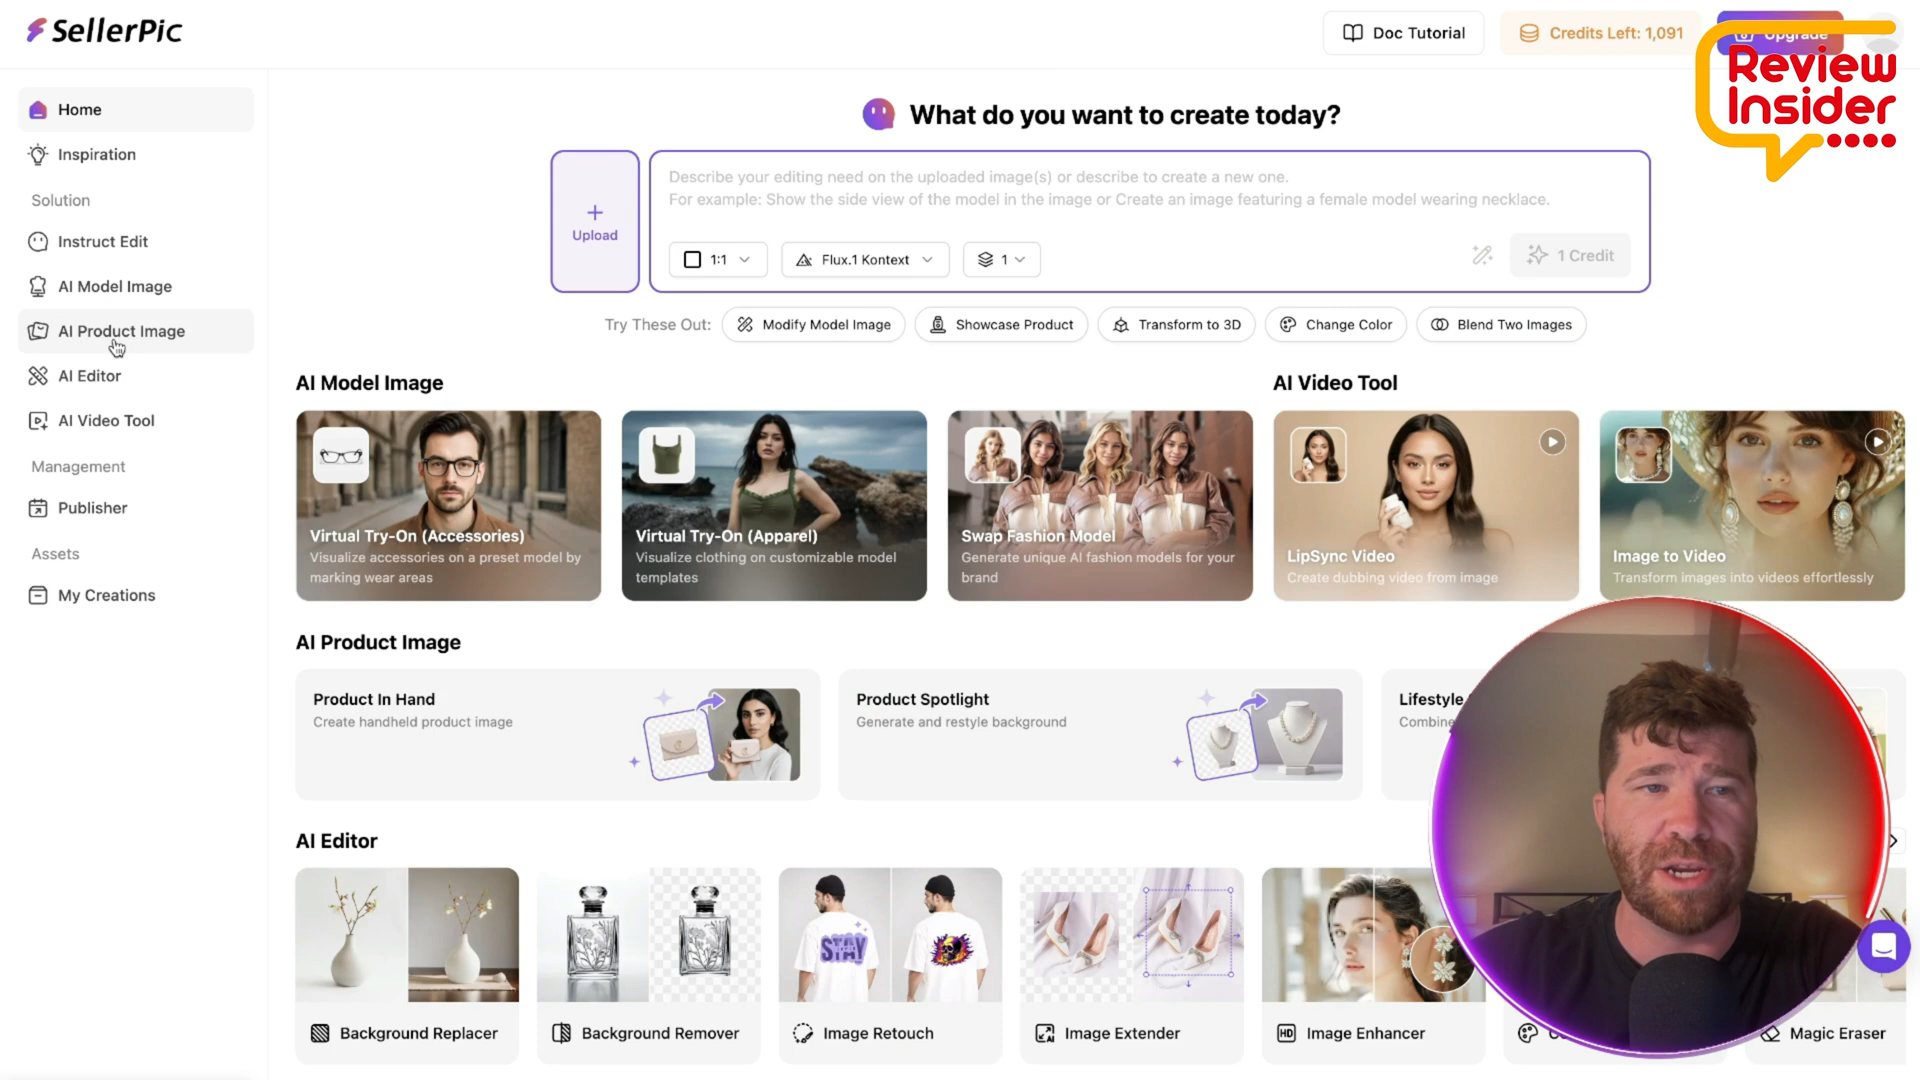 SellerPic
Doc Tutorial
Credits Left: 1,091
Upgrade
Review
Insider
Home
Inspiration
Solution
Instruct Edit
AI Model Image
AI Product Image
AI Editor
AI Video Tool
Management
Publisher
Assets
My Creations
What do you want to create today?
Upload
Describe your editing need on the uploaded image(s) or describe to create a new one.
For example: Show the side view of the model in the image or Create an image featuring a female model wearing necklace.
1:1
Flux.1 Kontext
1
1 Credit
Try These Out:
Modify Model Image
Showcase Product
Transform to 3D
Change Color
Blend Two Images
AI Model Image
AI Video Tool
Virtual Try-On (Accessories)
Visualize accessories on a preset model by
marking wear areas
Virtual Try-On (Apparel)
Visualize clothing on customizable model
templates
Swap Fashion Model
Generate unique AI fashion models for your
brand
LipSync Video
Create dubbing video from image
Image to Video
Transform images into videos effortlessly
AI Product Image
Product In Hand
Create handheld product image
Product Spotlight
Generate and restyle background
Lifestyle
Combine
AI Editor
STAY
Background Replacer
Background Remover
Image Retouch
Image Extender
HD
Image Enhancer
Magic Eraser